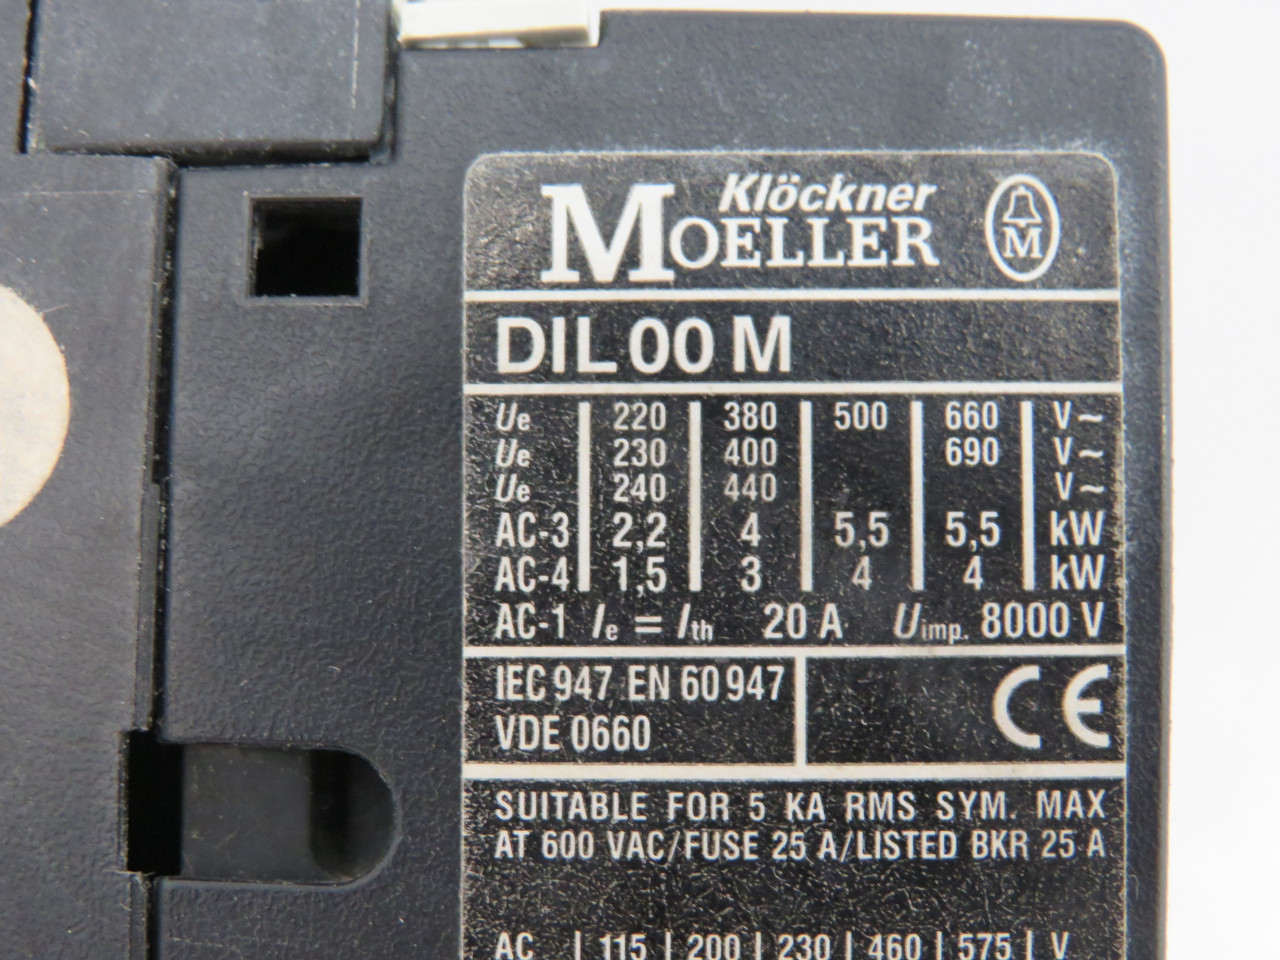 Klöckner
MOELLER
M
DIL 00 M
Ue 220 380 500 660 V~
Ue 230 400 690 V~
Ue 240 440 V~
AC-3 2,2 4 5,5 5,5 kW
AC-4 1,5 3 4 4 kW
AC-1 Ie = Ith 20 A Uimp. 8000 V
IEC 947 EN 60 947
VDE 0660
CE
SUITABLE FOR 5 KA RMS SYM. MAX
AT 600 VAC/FUSE 25 A/LISTED BKR 25 A
AC 115 200 230 460 575 V